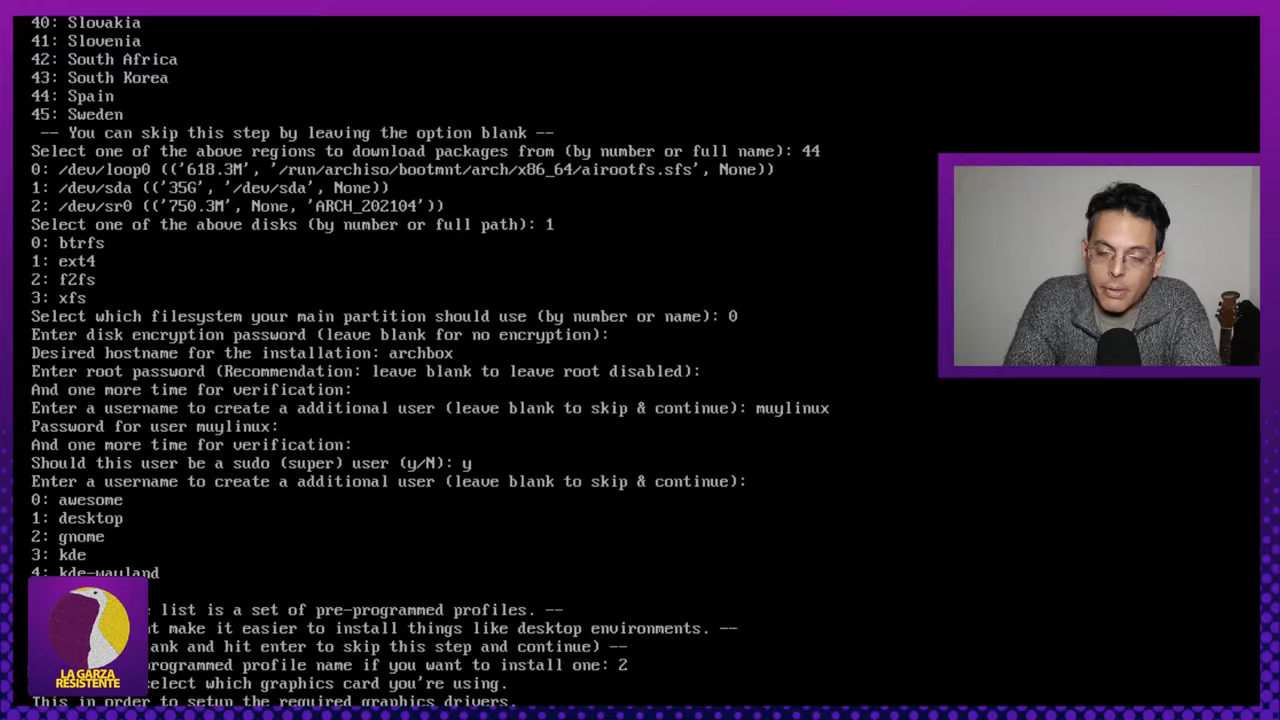 40: Slovakia
41: Slovenia
42: South Africa
43: South Korea
44: Spain
45: Sweden
-- You can skip this step by leaving the option blank --
Select one of the above regions to download packages from (by number or full name): 44
0: /dev/loop0 (('618.3M', '/run/archiso/bootmnt/arch/x86_64/airootfs.sfs', None))
1: /dev/sda (('35G', '/dev/sda', None))
2: /dev/sr0 (('750.3M', None, 'ARCH_202104'))
Select one of the above disks (by number or full path): 1
0: btrfs
1: ext4
2: f2fs
3: xfs
Select which filesystem your main partition should use (by number or name): 0
Enter disk encryption password (leave blank for no encryption):
Desired hostname for the installation: archbox
Enter root password (Recommendation: leave blank to leave root disabled):
And one more time for verification:
Enter a username to create a additional user (leave blank to skip & continue): muylinux
Password for user muylinux:
And one more time for verification:
Should this user be a sudo (super) user (y/N): y
Enter a username to create a additional user (leave blank to skip & continue):
0: awesome
1: desktop
2: gnome
3: kde
4: kde-wayland
list is a set of pre-programmed profiles. --
make it easier to install things like desktop environments. --
and hit enter to skip this step and continue) --
programmed profile name if you want to install one: 2
select which graphics card you're using.
This in order to setup the required graphics drivers.
LA GARZA
RESISTENTE